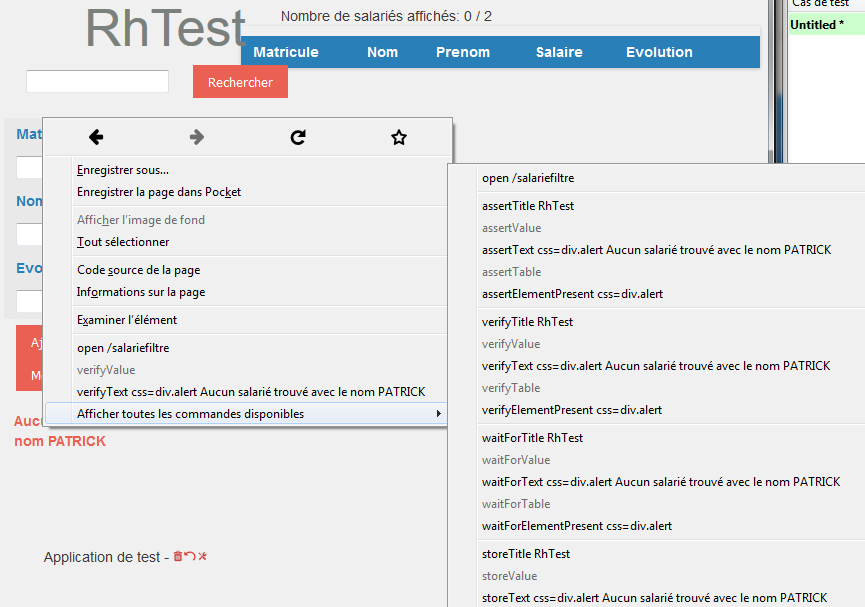 RhTest
Nombre de salariés affichés: 0 / 2
Matricule Nom Prenom Salaire Evolution
Rechercher
Cas de test
Untitled *
Mat
Nom
Evo
Aj
Enregistrer sous...
Enregistrer la page dans Pocket
Afficher l'image de fond
Tout sélectionner
Code source de la page
Informations sur la page
Examiner l'élément
open /salariefiltre
verifyValue
verifyText css=div.alert Aucun salarié trouvé avec le nom PATRICK
Afficher toutes les commandes disponibles
open /salariefiltre
assertTitle RhTest
assertValue
assertText css=div.alert Aucun salarié trouvé avec le nom PATRICK
assertTable
assertElementPresent css=div.alert
verifyTitle RhTest
verifyValue
verifyText css=div.alert Aucun salarié trouvé avec le nom PATRICK
verifyTable
verifyElementPresent css=div.alert
waitForTitle RhTest
waitForValue
waitForText css=div.alert Aucun salarié trouvé avec le nom PATRICK
waitForTable
waitForElementPresent css=div.alert
storeTitle RhTest
storeValue
storeText css=div.alert Aucun salarié trouvé avec le nom PATRICK
Auc
nom PATRICK
Application de test -